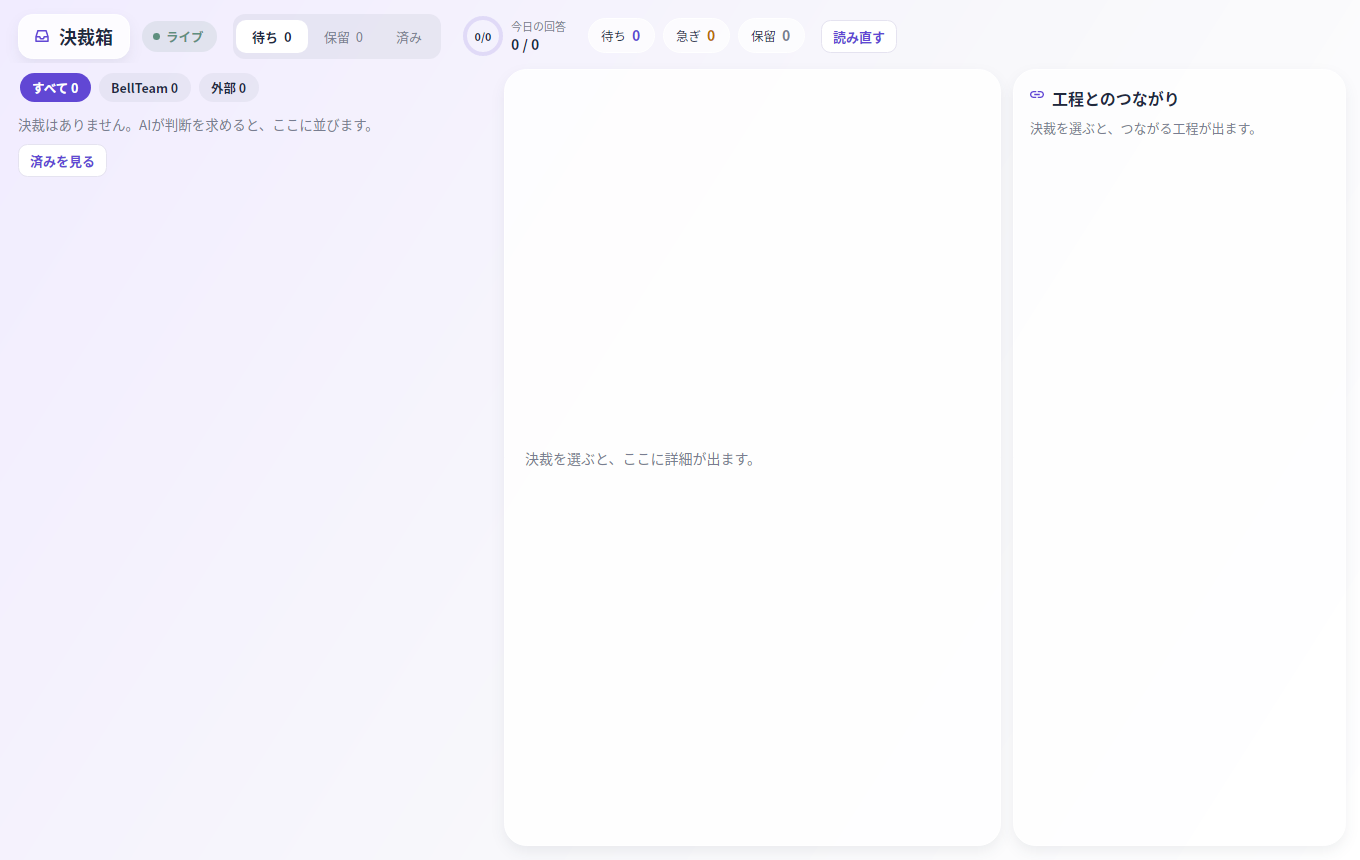 決裁箱
ライブ
待ち 0
保留 0
済み
0/0
今日の回答
0 / 0
待ち 0
急ぎ 0
保留 0
読み直す
すべて 0
BellTeam 0
外部 0
決裁はありません。AIが判断を求めると、ここに並びます。
済みを見る
決裁を選ぶと、ここに詳細が出ます。
工程とのつながり
決裁を選ぶと、つながる工程が出ます。